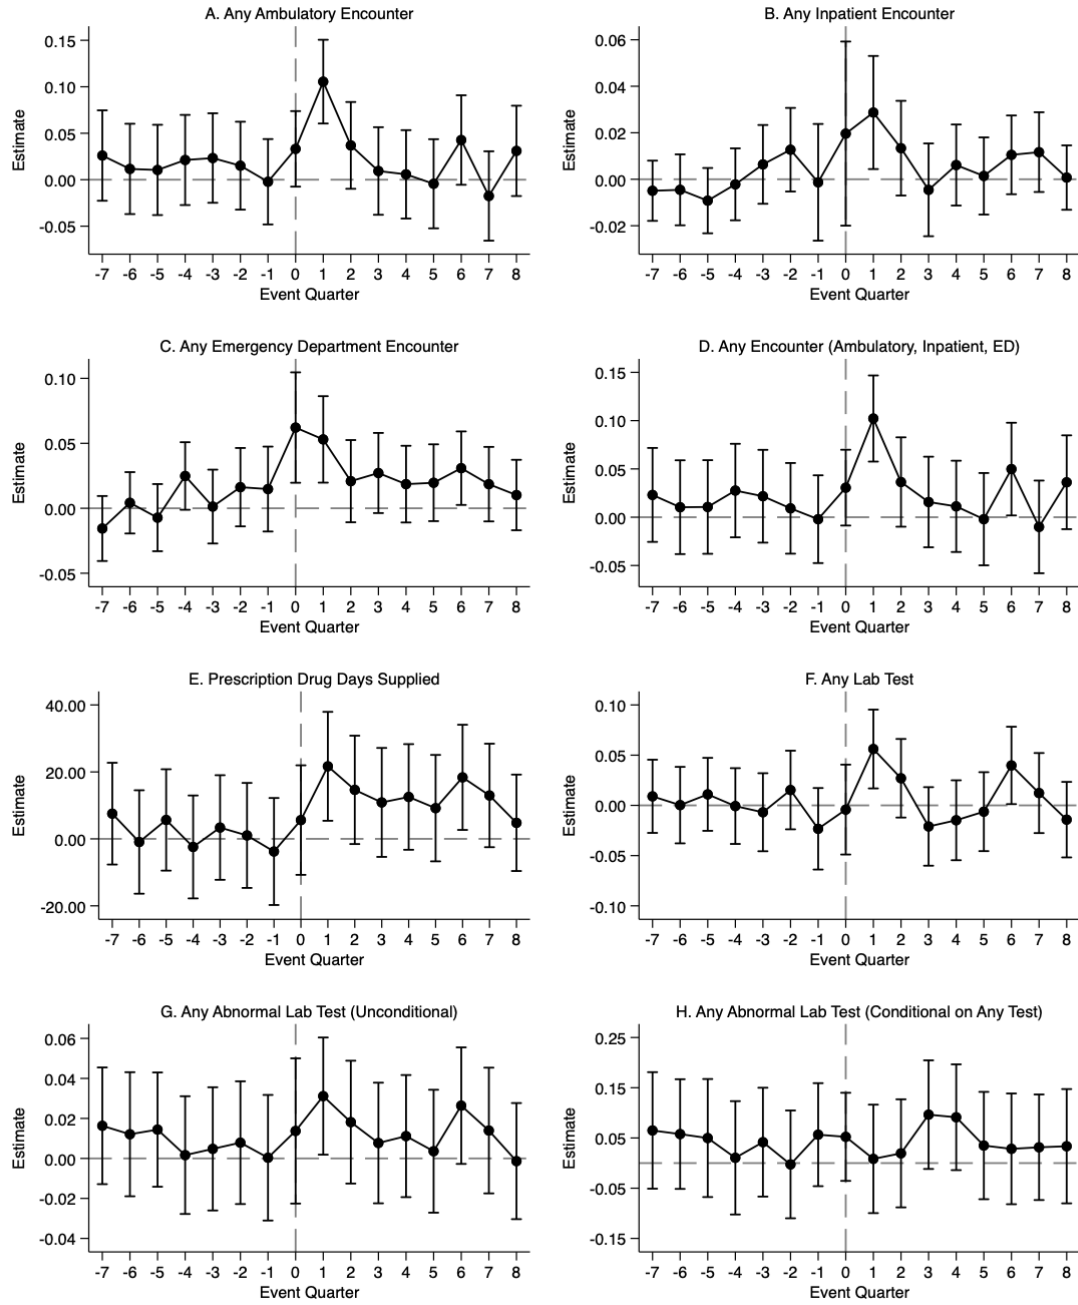 A. Any Ambulatory Encounter
0.15
0.10
0.05
0.00
-0.05
Estimate
-7 -6 -5 -4 -3 -2 -1 0 1 2 3 4 5 6 7 8
Event Quarter
B. Any Inpatient Encounter
0.06
0.04
0.02
0.00
-0.02
Estimate
-7 -6 -5 -4 -3 -2 -1 0 1 2 3 4 5 6 7 8
Event Quarter
C. Any Emergency Department Encounter
0.10
0.05
0.00
-0.05
Estimate
-7 -6 -5 -4 -3 -2 -1 0 1 2 3 4 5 6 7 8
Event Quarter
D. Any Encounter (Ambulatory, Inpatient, ED)
0.15
0.10
0.05
0.00
-0.05
Estimate
-7 -6 -5 -4 -3 -2 -1 0 1 2 3 4 5 6 7 8
Event Quarter
E. Prescription Drug Days Supplied
40.00
20.00
0.00
-20.00
Estimate
-7 -6 -5 -4 -3 -2 -1 0 1 2 3 4 5 6 7 8
Event Quarter
F. Any Lab Test
0.10
0.05
0.00
-0.05
-0.10
Estimate
-7 -6 -5 -4 -3 -2 -1 0 1 2 3 4 5 6 7 8
Event Quarter
G. Any Abnormal Lab Test (Unconditional)
0.06
0.04
0.02
0.00
-0.02
-0.04
Estimate
-7 -6 -5 -4 -3 -2 -1 0 1 2 3 4 5 6 7 8
Event Quarter
H. Any Abnormal Lab Test (Conditional on Any Test)
0.25
0.15
0.05
-0.05
-0.15
Estimate
-7 -6 -5 -4 -3 -2 -1 0 1 2 3 4 5 6 7 8
Event Quarter